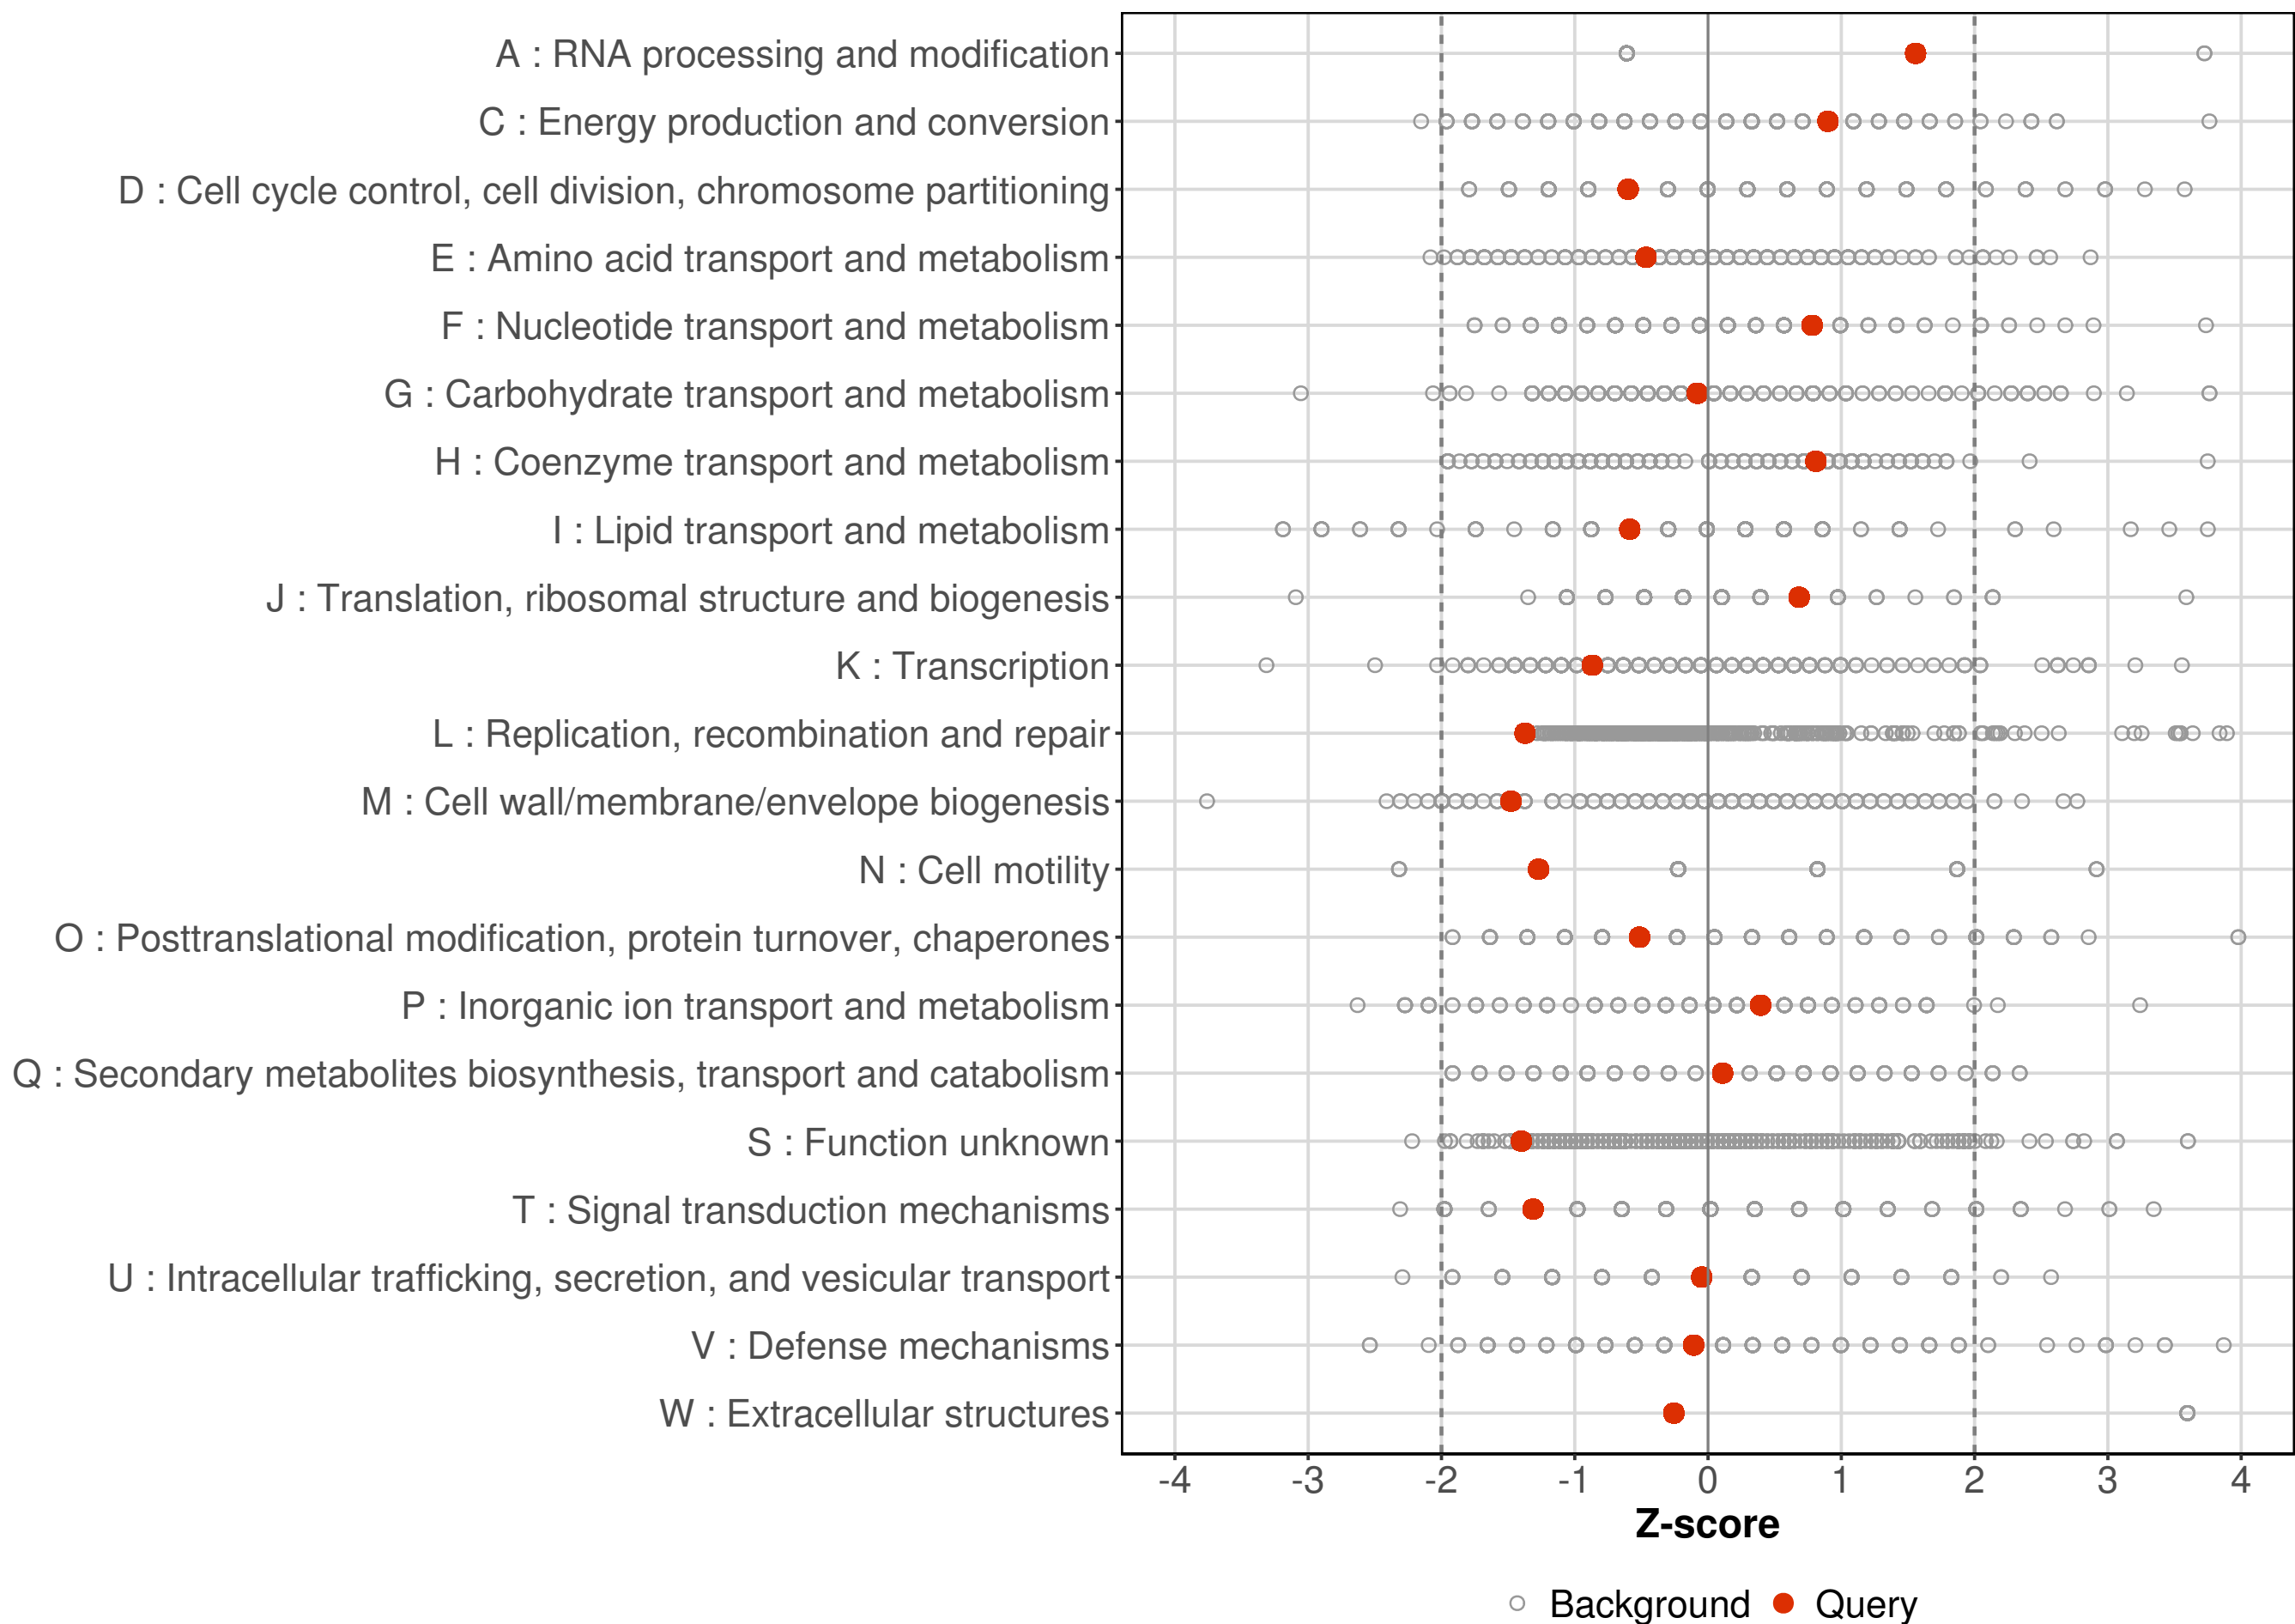 A : RNA processing and modification
C : Energy production and conversion
D : Cell cycle control, cell division, chromosome partitioning
E : Amino acid transport and metabolism
F : Nucleotide transport and metabolism
G : Carbohydrate transport and metabolism
H : Coenzyme transport and metabolism
I : Lipid transport and metabolism
J : Translation, ribosomal structure and biogenesis
K : Transcription
L : Replication, recombination and repair
M : Cell wall/membrane/envelope biogenesis
N : Cell motility
O : Posttranslational modification, protein turnover, chaperones
P : Inorganic ion transport and metabolism
Q : Secondary metabolites biosynthesis, transport and catabolism
S : Function unknown
T : Signal transduction mechanisms
U : Intracellular trafficking, secretion, and vesicular transport
V : Defense mechanisms
W : Extracellular structures
-4 -3 -2 -1 0 1 2 3 4
Z-score
Background Query